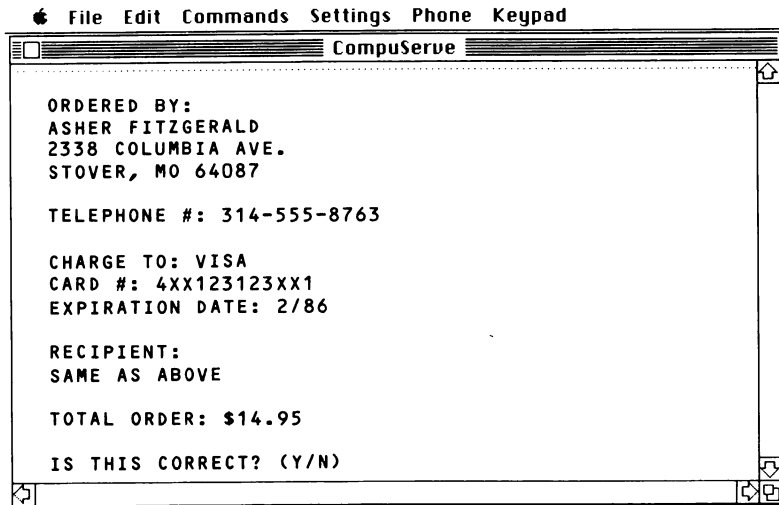 File Edit Commands Settings Phone Keypad
CompuServe
ORDERED BY:
ASHER FITZGERALD
2338 COLUMBIA AVE.
STOVER, MO 64087
TELEPHONE #: 314-555-8763
CHARGE TO: VISA
CARD #: 4XX123123XX1
EXPIRATION DATE: 2/86
RECIPIENT:
SAME AS ABOVE
TOTAL ORDER: $14.95
IS THIS CORRECT? (Y/N)